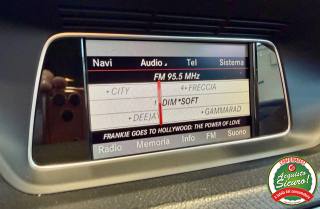 Navi Audio Tel Sistema
FM 95.5 MHz
CITY FRECCIA
DIM*SOFT
DEEJAY GAMMARAD
FRANKIE GOES TO HOLLYWOOD: THE POWER OF LOVE
Radio Memoria Info FM Suono
Acquisto
Sicuro!